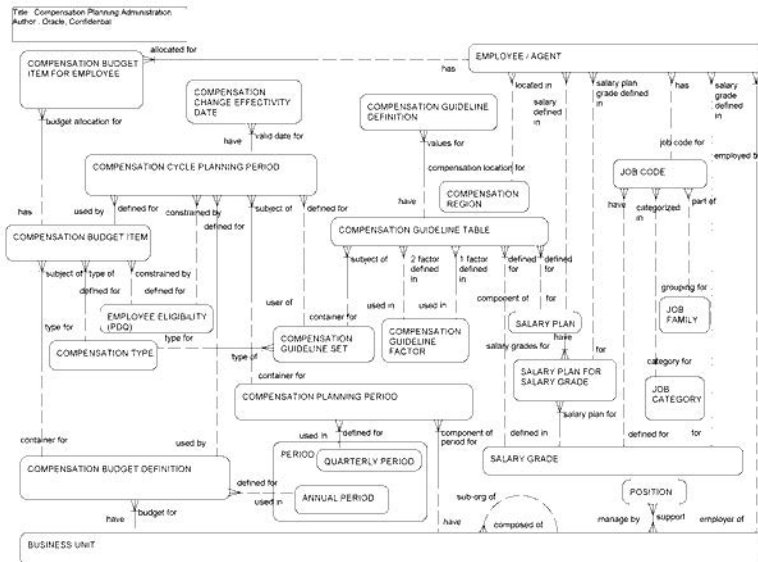 Title : Compensation Planning Administration
Author : Oracle, Confidential
allocated for
COMPENSATION BUDGET
ITEM FOR EMPLOYEE
EMPLOYEE / AGENT
has
located in
salary
defined
in
salary plan
grade defined
in
has
salary
grade
defined
in
COMPENSATION
CHANGE EFFECTIVITY
DATE
COMPENSATION GUIDELINE
DEFINITION
budget allocation for
have
valid date for
values for
job code for
employed by
compensation location for
COMPENSATION CYCLE PLANNING PERIOD
JOB CODE
have
COMPENSATION
REGION
have
categorized
in
part of
has
used by
defined for
constrained by
defined for
subject of
defined for
COMPENSATION BUDGET ITEM
COMPENSATION GUIDELINE TABLE
subject of
type of
constrained by
defined for
defined for
subject of
2 factor
defined
in
1 factor
defined
in
defined
for
defined
for
component of
grouping for
user of
container for
used in
used in
EMPLOYEE ELIGIBILITY
(PDQ)
SALARY PLAN
JOB
FAMILY
type for
type for
COMPENSATION
GUIDELINE SET
COMPENSATION
GUIDELINE
FACTOR
have
salary grades for
for
COMPENSATION TYPE
type of
category for
container for
SALARY PLAN FOR
SALARY GRADE
JOB
CATEGORY
COMPENSATION PLANNING PERIOD
salary plan for
used in
defined for
component of
period for
defined in
defined for
for
container for
used by
PERIOD
QUARTERLY PERIOD
SALARY GRADE
COMPENSATION BUDGET DEFINITION
defined for
used in
ANNUAL PERIOD
POSITION
sub-org of
have
budget for
have
composed of
manage by
support
employer of
BUSINESS UNIT